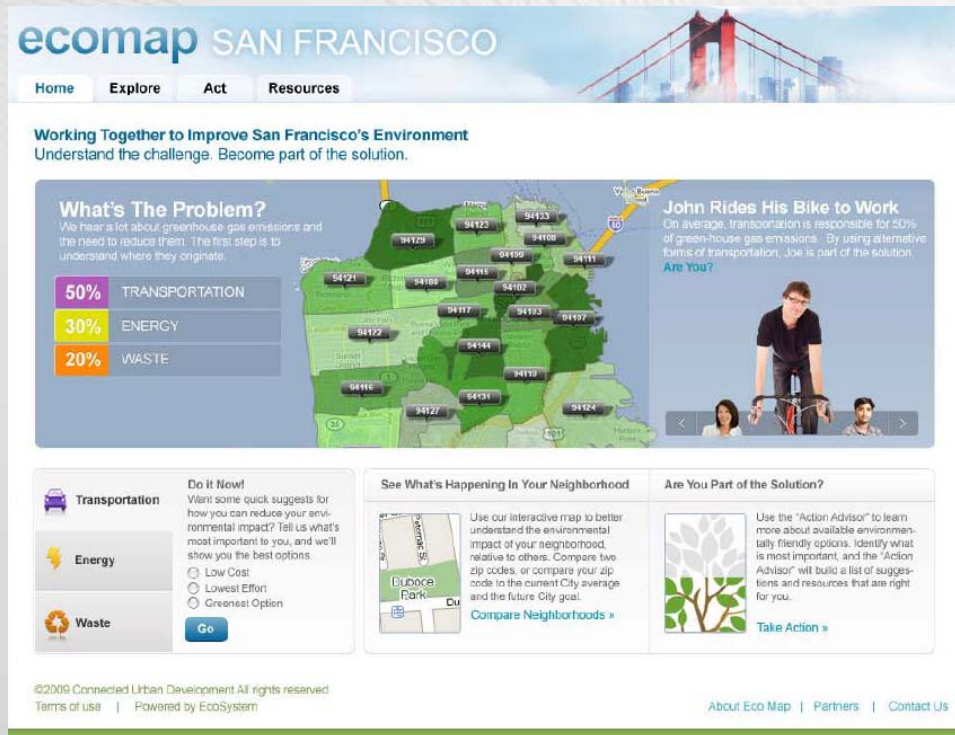 ecomap SAN FRANCISCO
Home Explore Act Resources
Working Together to Improve San Francisco's Environment
Understand the challenge. Become part of the solution.
What's The Problem?
We hear a lot about greenhouse gas emissions and
the need to reduce them. The first step is to
understand where they originate.
50% TRANSPORTATION
30% ENERGY
20% WASTE
94133
94123
94129
94109
94111
94115
94121
94102
94117
94103
94107
94122
94110
94116
94131
94127
94124
35
101
John Rides His Bike to Work
On average, transportation is responsible for 50%
of green-house gas emissions. By using alternative
forms of transportation, Joe is part of the solution.
Are You?
Transportation
Energy
Waste
Do it Now!
Want some quick suggests for
how you can reduce your envi-
ronmental impact? Tell us what's
most important to you, and we'll
show you the best options.
Low Cost
Lowest Effort
Greenest Option
Go
See What's Happening In Your Neighborhood
Duboce
Park
Du
Use our interactive map to better
understand the environmental
impact of your neighborhood,
relative to others. Compare two
zip codes, or compare your zip
code to the current City average
and the future City goal.
Compare Neighborhoods »
Are You Part of the Solution?
Use the "Action Advisor" to learn
more about available environmen-
tally friendly options. Identify what
is most important, and the "Action
Advisor" will build a list of sugges-
tions and resources that are right
for you.
Take Action »
©2009 Connected Urban Development All rights reserved
Terms of use | Powered by EcoSystem
About Eco Map | Partners | Contact Us